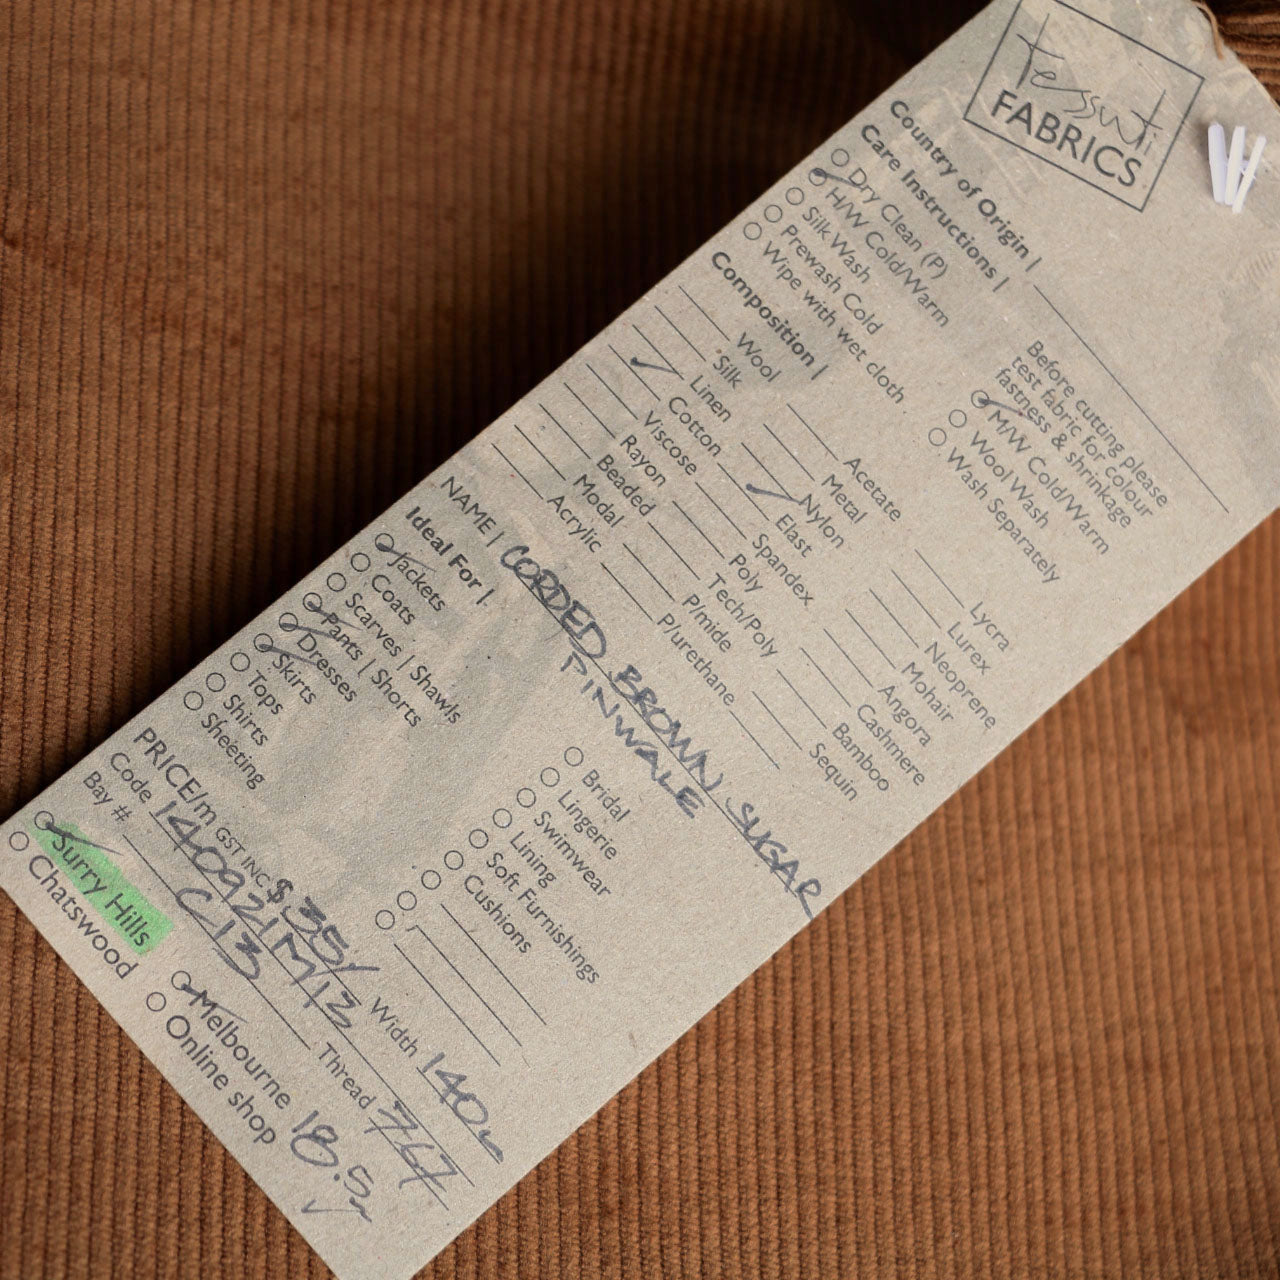 tessuti
FABRICS
Country of Origin |
Care Instructions |
Dry Clean (P)
H/W Cold/Warm
Silk Wash
Prewash Cold
Wipe with wet cloth
Before cutting please
test fabric for colour
fastness & shrinkage
M/W Cold/Warm
Wool Wash
Wash Separately
Composition |
Wool
Silk
Linen
Cotton
Viscose
Rayon
Beaded
Modal
Acrylic
Acetate
Metal
Nylon
Elast
Spandex
Poly
Tech/Poly
P/mide
P/urethane
Lycra
Lurex
Neoprene
Mohair
Angora
Cashmere
Bamboo
Sequin
NAME | CORDED BROWN SUGAR
PINWALE
Ideal For |
Jackets
Coats
Scarves | Shawls
Pants | Shorts
Dresses
Skirts
Tops
Shirts
Sheeting
Bridal
Lingerie
Swimwear
Lining
Soft Furnishings
Cushions
PRICE/m GST INC $35/ Width 140
Code 140921M13 Thread 767
Bay # C13
Surry Hills
Chatswood
Melbourne
Online shop
18.5